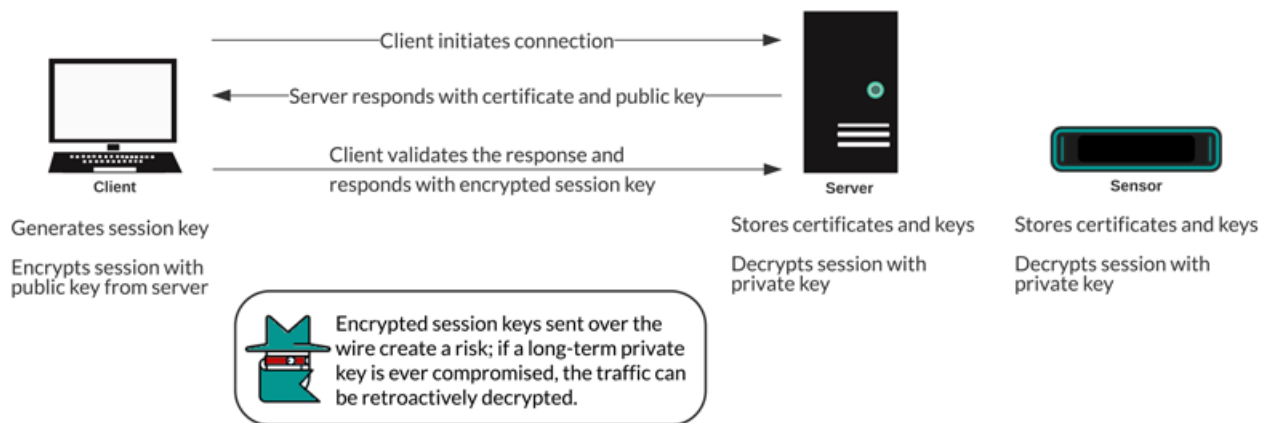 Client initiates connection
Server responds with certificate and public key
Client validates the response and
responds with encrypted session key
Client
Server
Sensor
Generates session key
Encrypts session with
public key from server
Stores certificates and keys
Decrypts session with
private key
Stores certificates and keys
Decrypts session with
private key
Encrypted session keys sent over the
wire create a risk; if a long-term private
key is ever compromised, the traffic can
be retroactively decrypted.